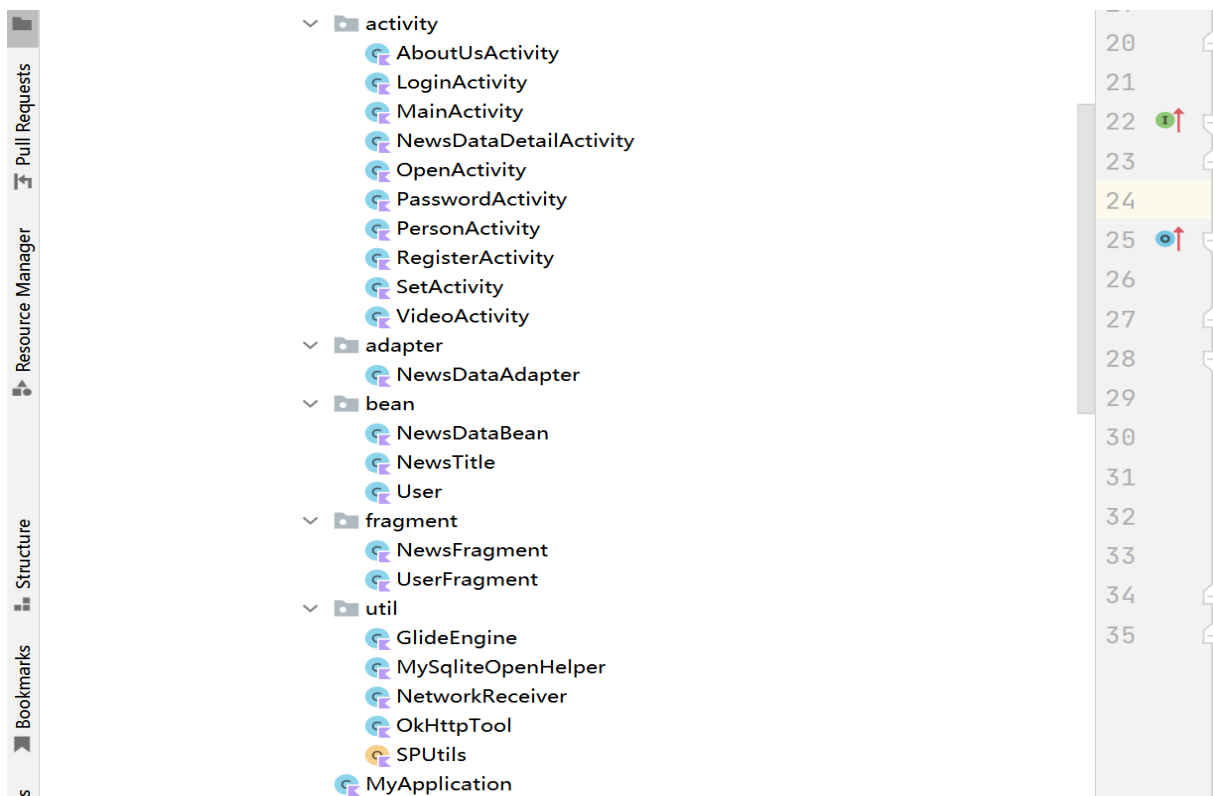 Pull Requests
Resource Manager
Structure
Bookmarks
activity
AboutUsActivity
LoginActivity
MainActivity
NewsDataDetailActivity
OpenActivity
PasswordActivity
PersonActivity
RegisterActivity
SetActivity
VideoActivity
adapter
NewsDataAdapter
bean
NewsDataBean
NewsTitle
User
fragment
NewsFragment
UserFragment
util
GlideEngine
MySqliteOpenHelper
NetworkReceiver
OkHttpTool
SPUtils
MyApplication
20
21
22
23
24
25
26
27
28
29
30
31
32
33
34
35